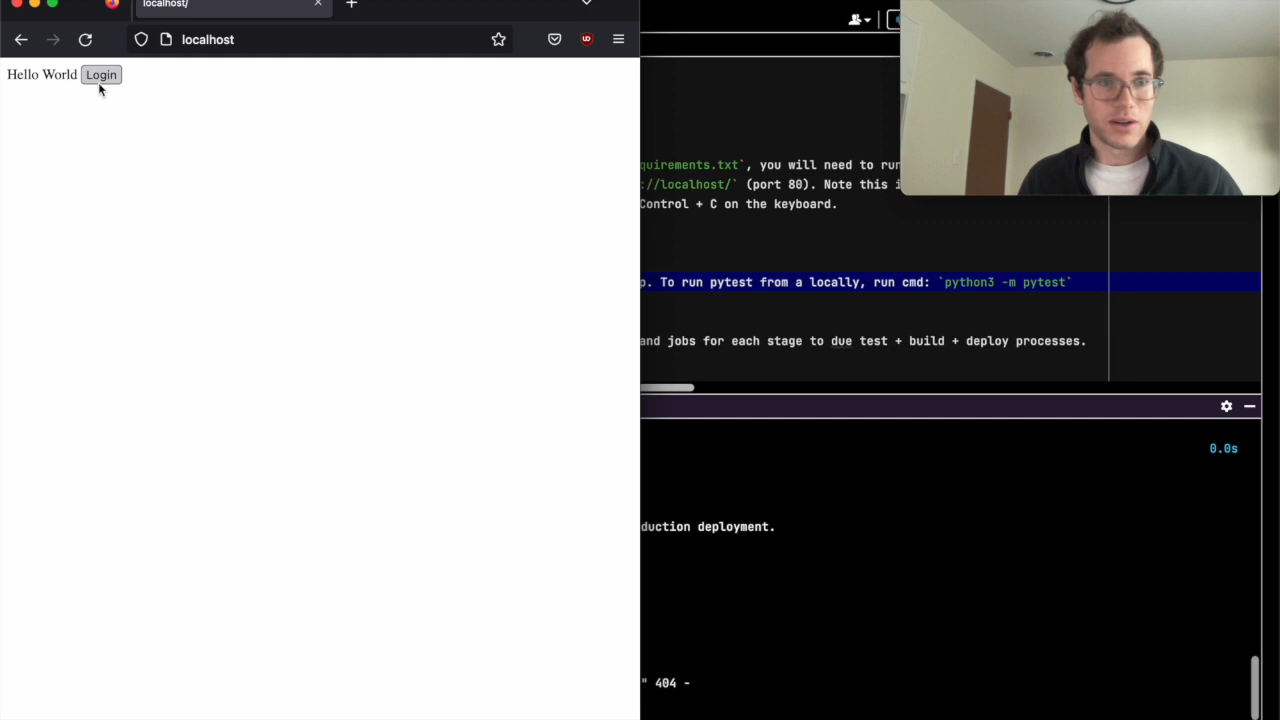 localhost/
localhost
Hello World Login
quirements.txt`, you will need to run
://localhost/` (port 80). Note this i
Control + C on the keyboard.
. To run pytest from a locally, run cmd: `python3 -m pytest`
and jobs for each stage to due test + build + deploy processes.
0.0s
duction deployment.
" 404 -